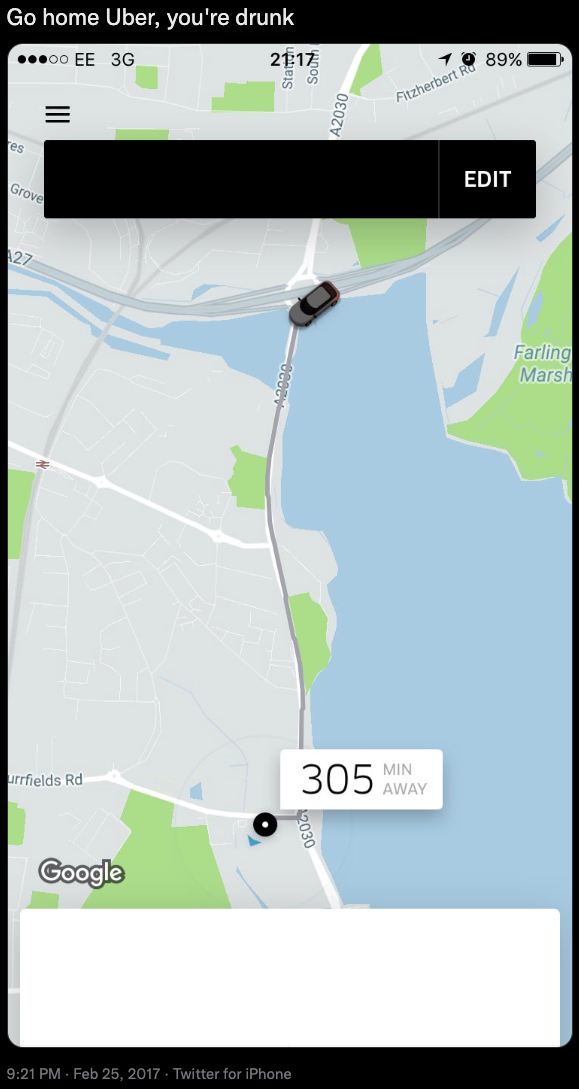 Go home Uber, you're drunk
EE 3G 21:17 89%
Fitzherbert Rd
A2030
EDIT
Grove
A27
A2030
Farling
Marsh
305 MIN AWAY
urrfields Rd
A2030
Google
9:21 PM · Feb 25, 2017 · Twitter for iPhone